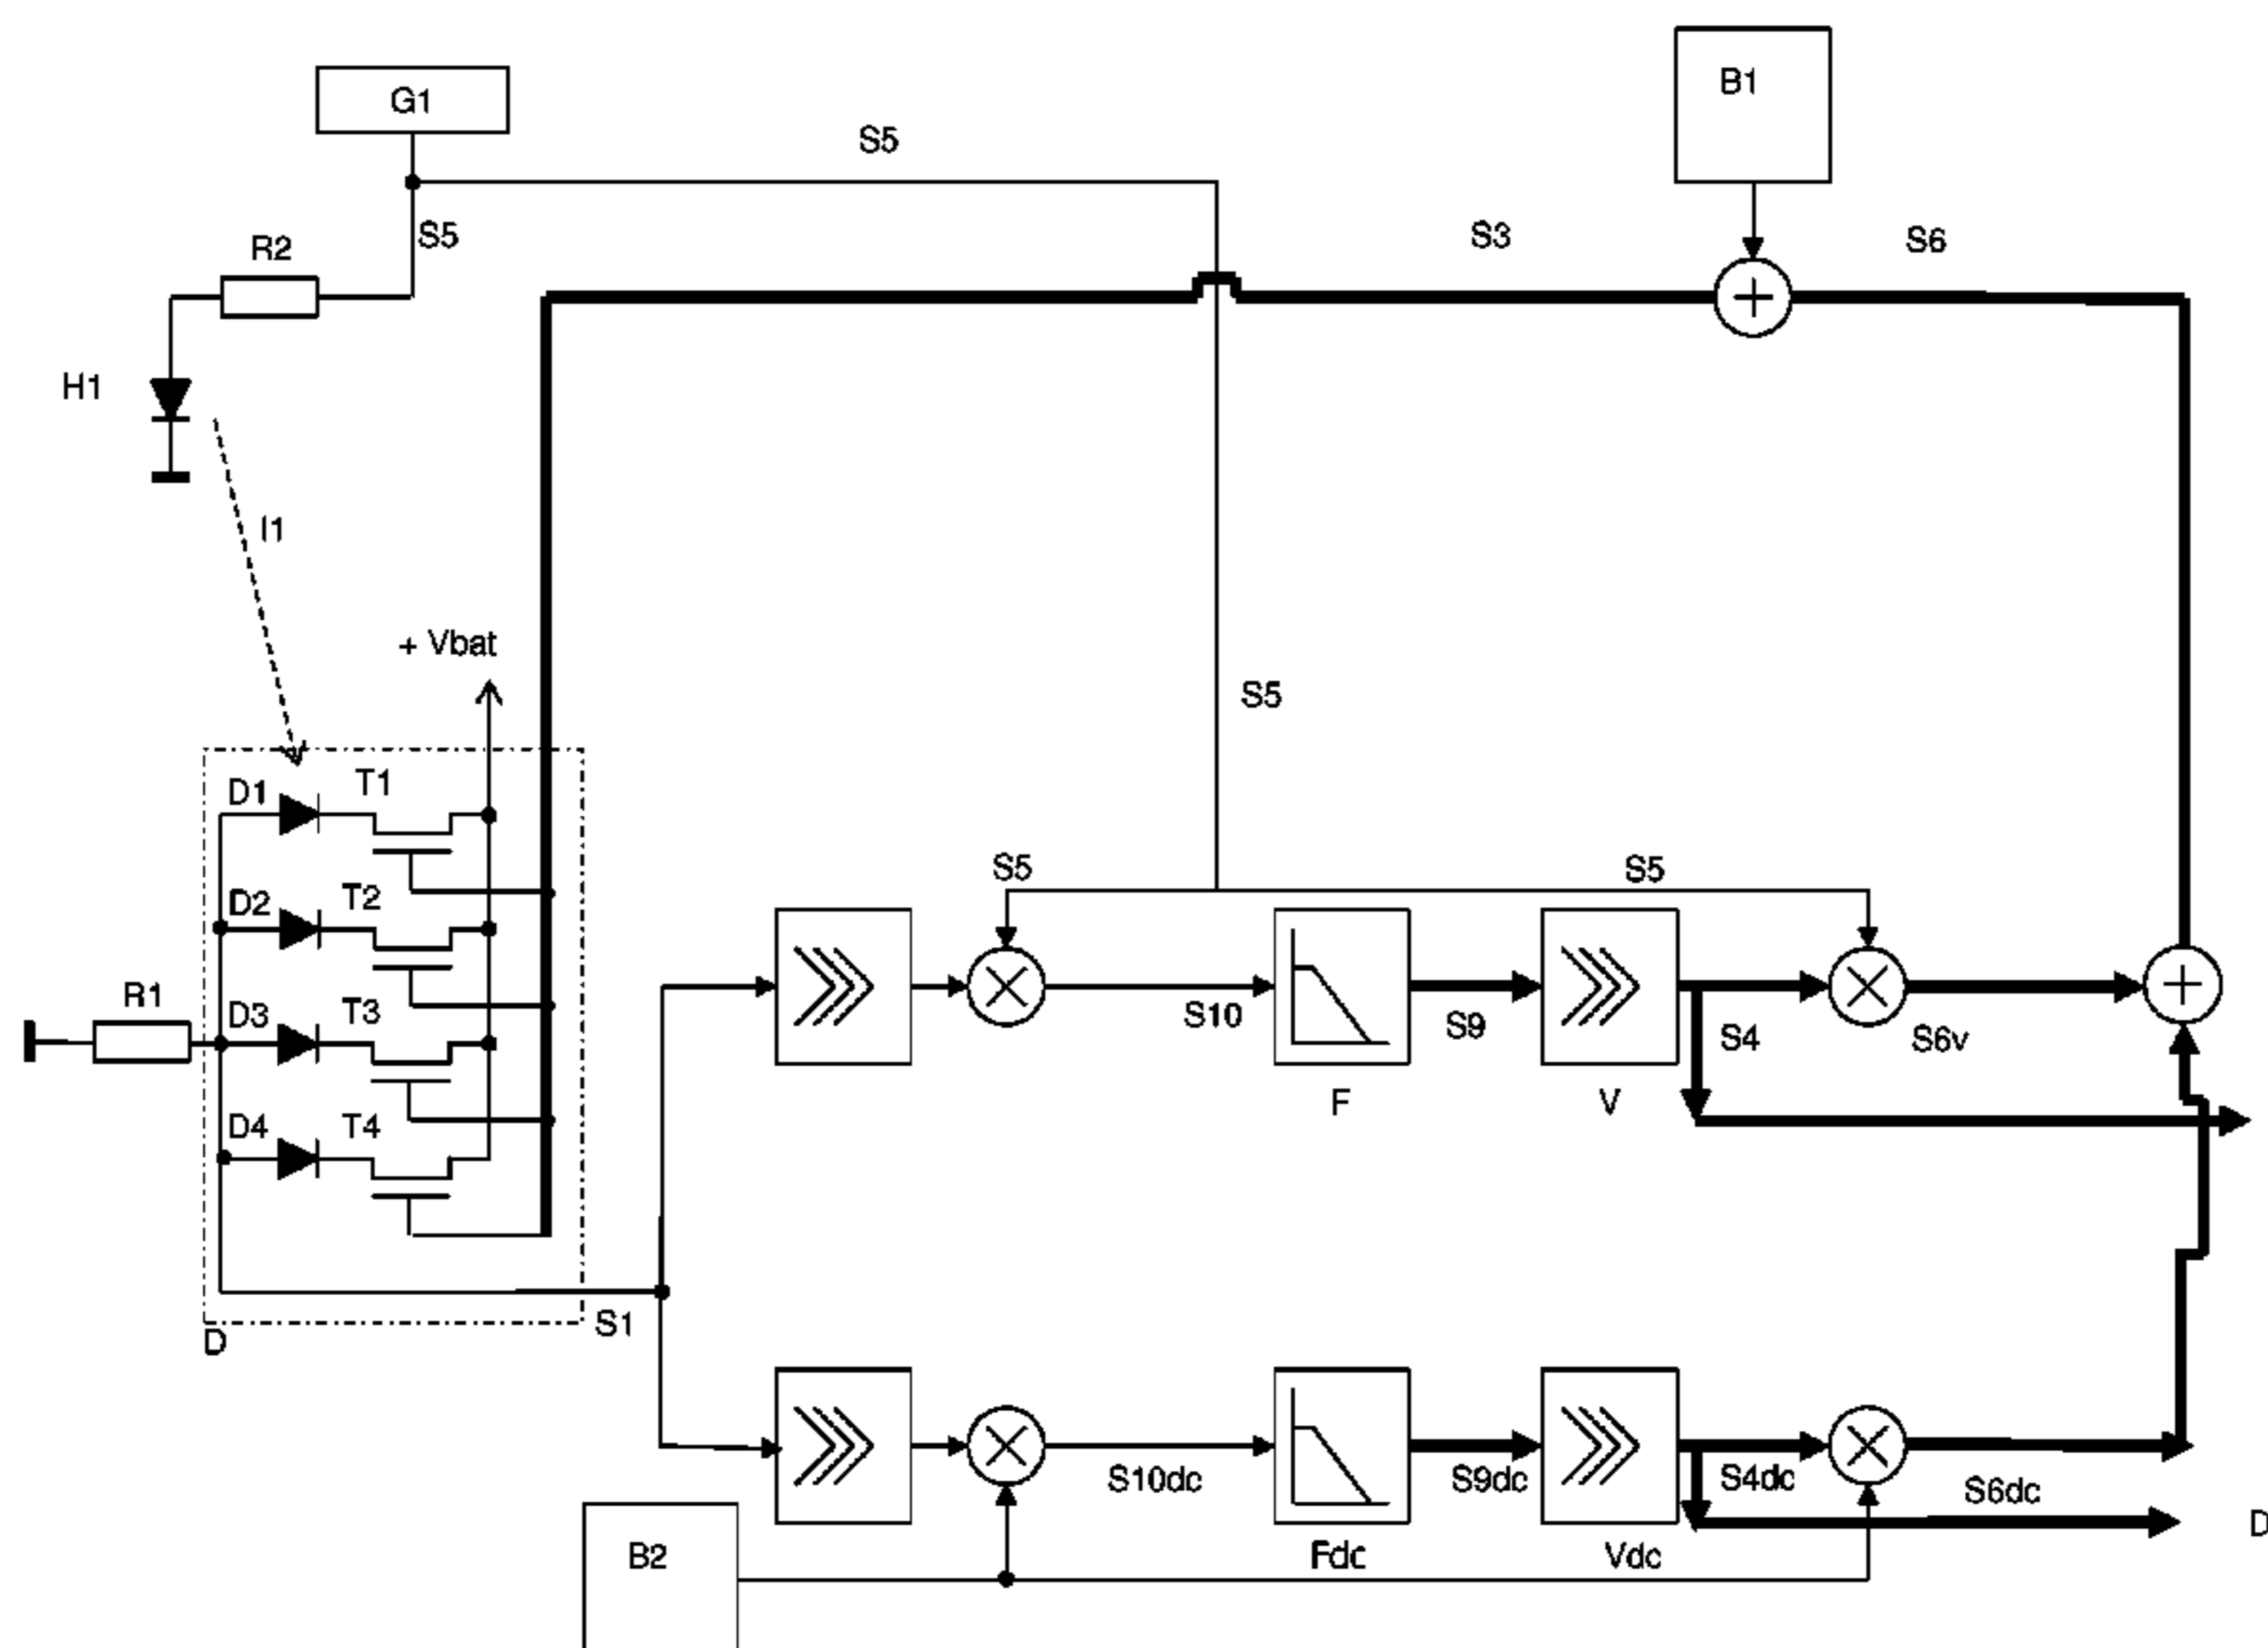 G1
B1
S5
S5
R2
S3
S6
H1
I1
+ Vbat
S5
D1
T1
D2
T2
S5
S5
R1
D3
T3
S10
S9
S4
S6v
F
V
D4
T4
S1
D
S10dc
S9dc
S4dc
S6dc
D
B2
Fdc
Vdc